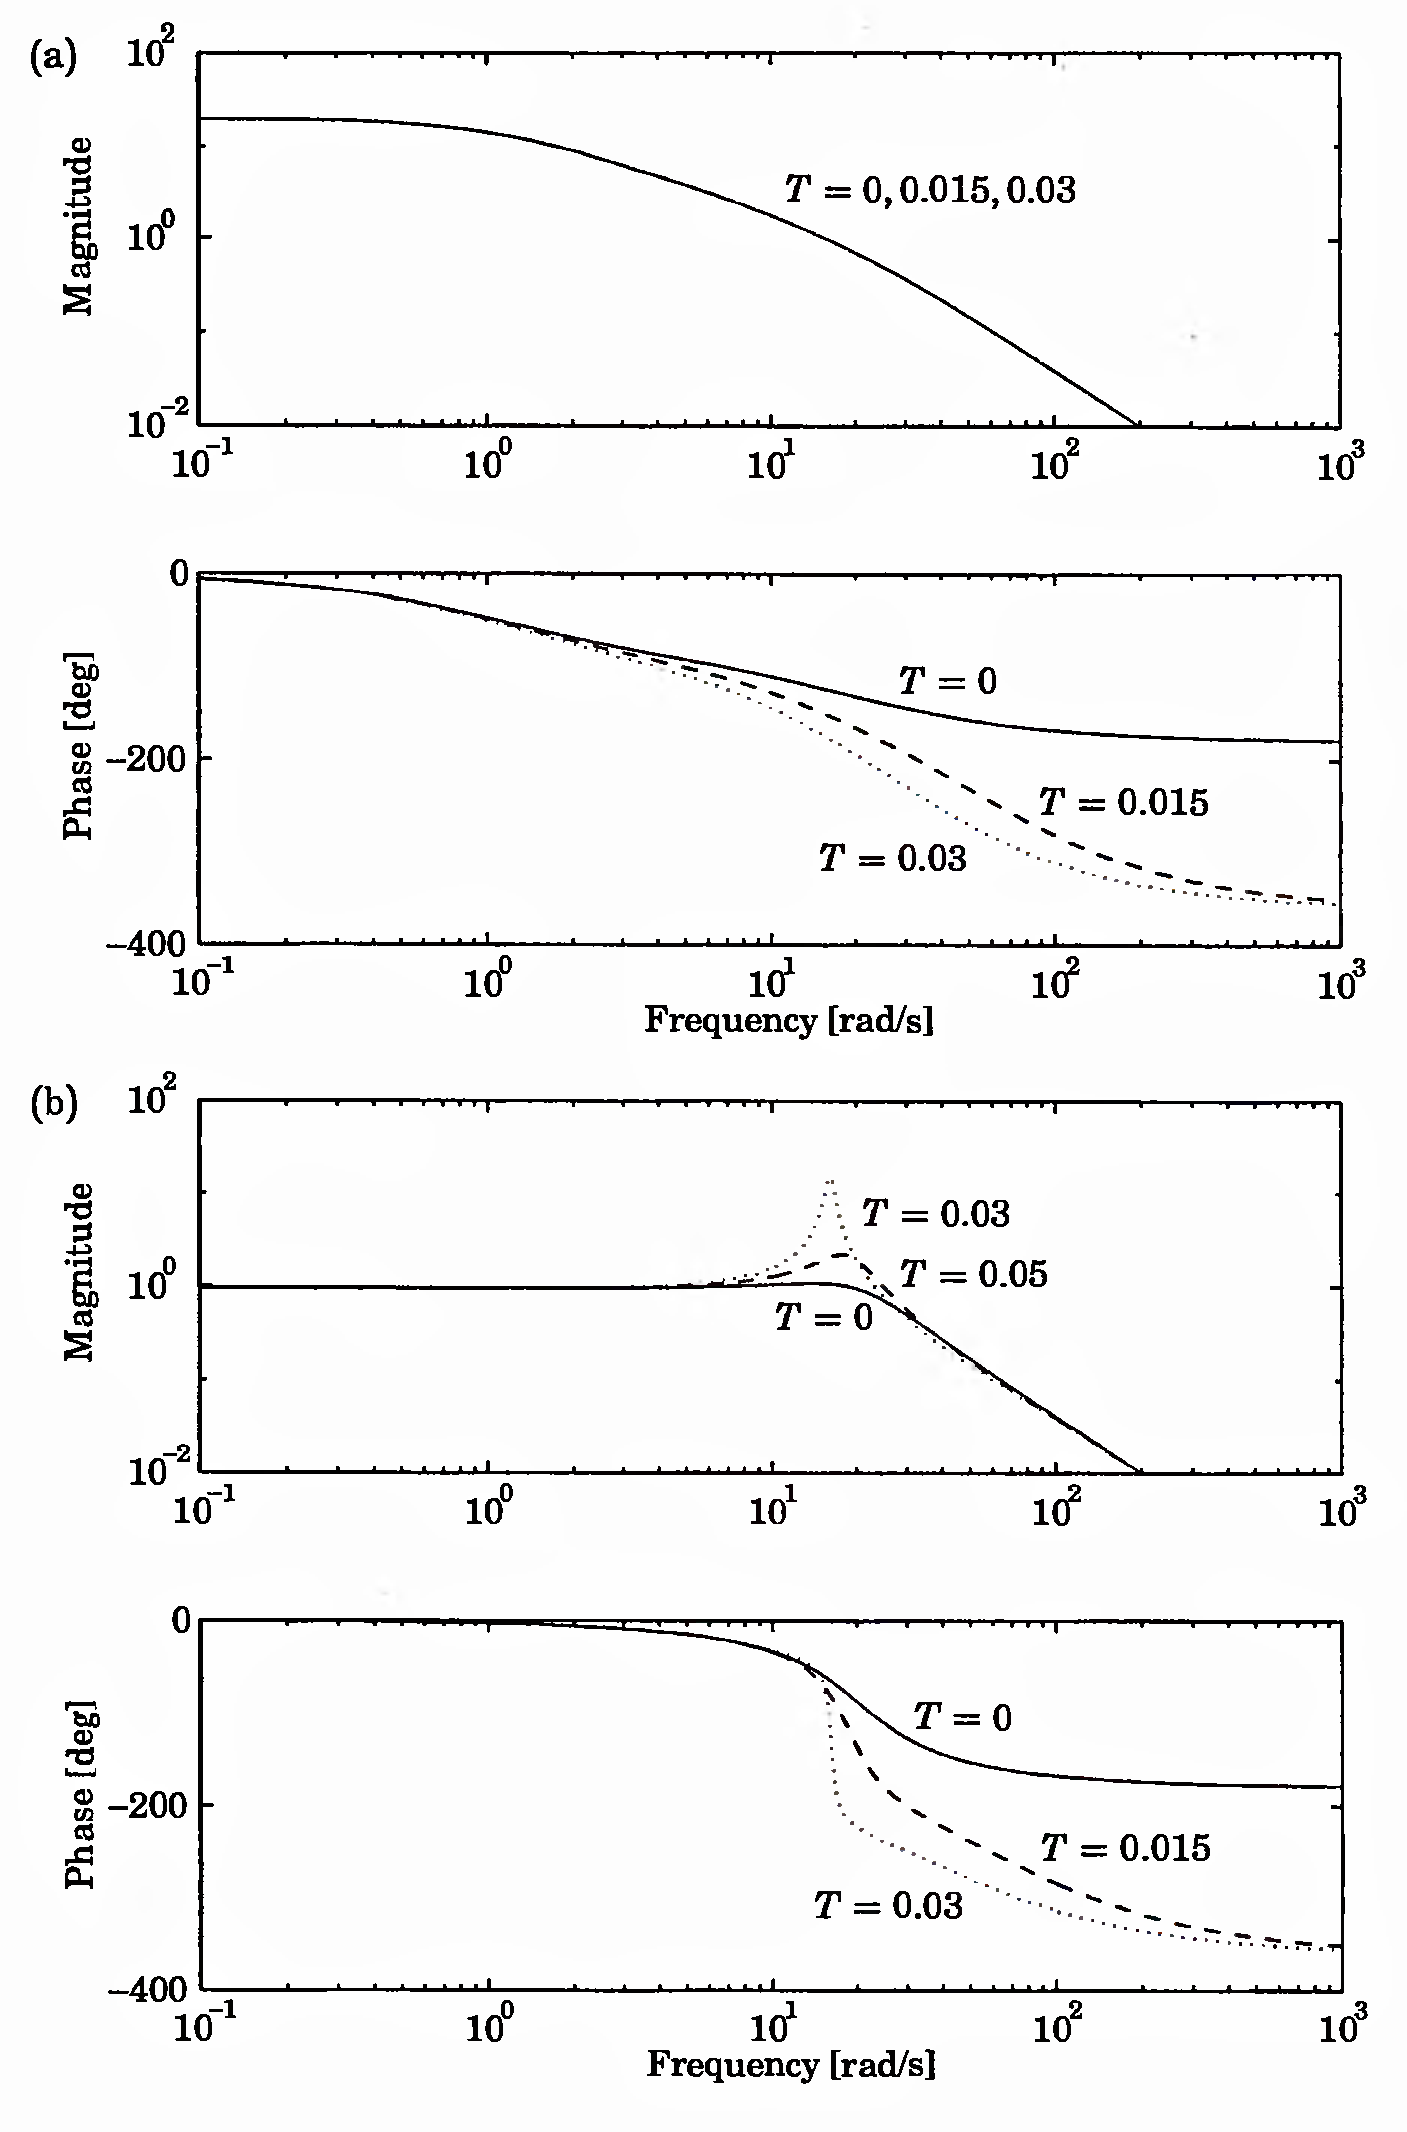 (a)
10^2
Magnitude
10^0
10^-2
10^-1 10^0 10^1 10^2 10^3
T = 0, 0.015, 0.03
0
Phase [deg]
-200
-400
T = 0
T = 0.015
T = 0.03
10^-1 10^0 10^1 10^2 10^3
Frequency [rad/s]
(b)
10^2
Magnitude
10^0
10^-2
T = 0.03
T = 0.05
T = 0
10^-1 10^0 10^1 10^2 10^3
0
Phase [deg]
-200
-400
T = 0
T = 0.015
T = 0.03
10^-1 10^0 10^1 10^2 10^3
Frequency [rad/s]